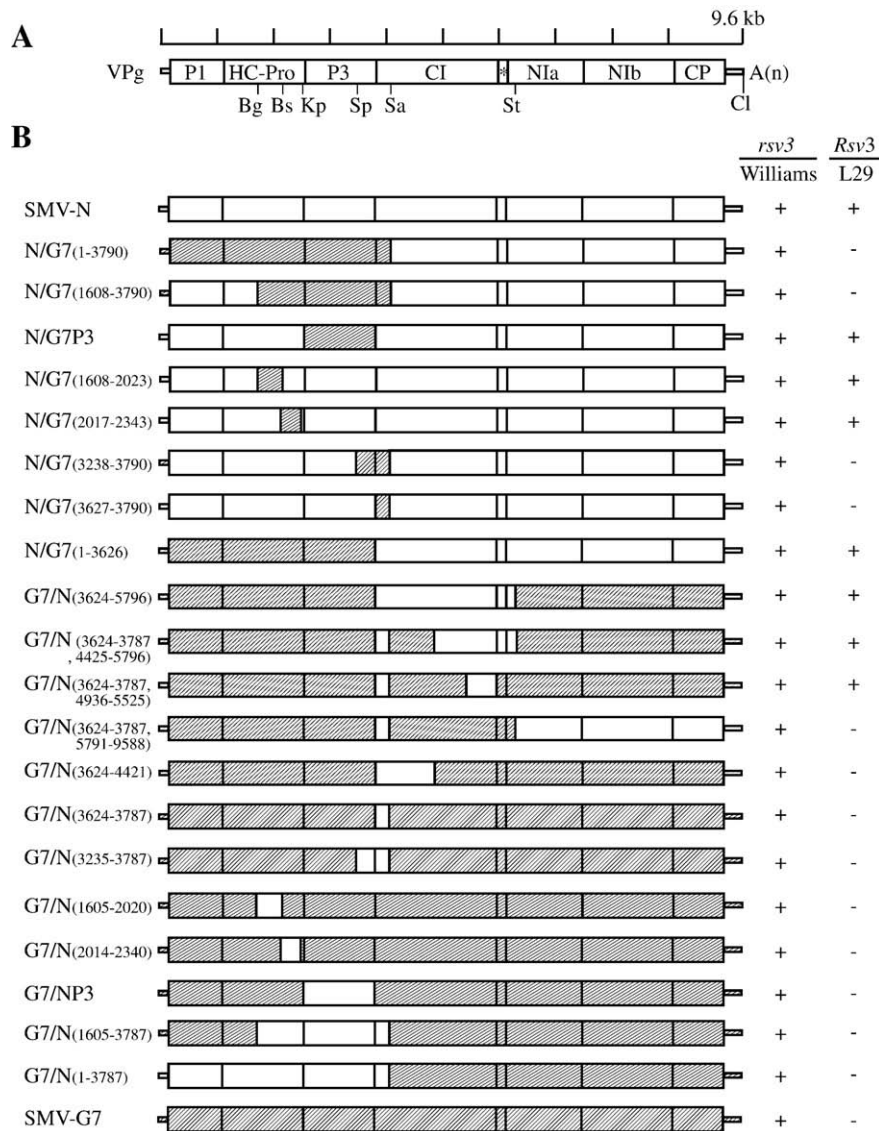 A
9.6 kb
VPg P1 HC-Pro P3 CI * NIa NIb CP A(n)
Bg Bs Kp Sp Sa St Cl
B
rsv3 Rsv3
Williams L29
SMV-N + +
N/G7(1-3790) + -
N/G7(1608-3790) + -
N/G7P3 + +
N/G7(1608-2023) + +
N/G7(2017-2343) + +
N/G7(3238-3790) + -
N/G7(3627-3790) + -
N/G7(1-3626) + +
G7/N(3624-5796) + +
G7/N(3624-3787 + +
, 4425-5796)
G7/N(3624-3787, + +
4936-5525)
G7/N(3624-3787, + -
5791-9588)
G7/N(3624-4421) + -
G7/N(3624-3787) + -
G7/N(3235-3787) + -
G7/N(1605-2020) + -
G7/N(2014-2340) + -
G7/NP3 + -
G7/N(1605-3787) + -
G7/N(1-3787) + -
SMV-G7 + -